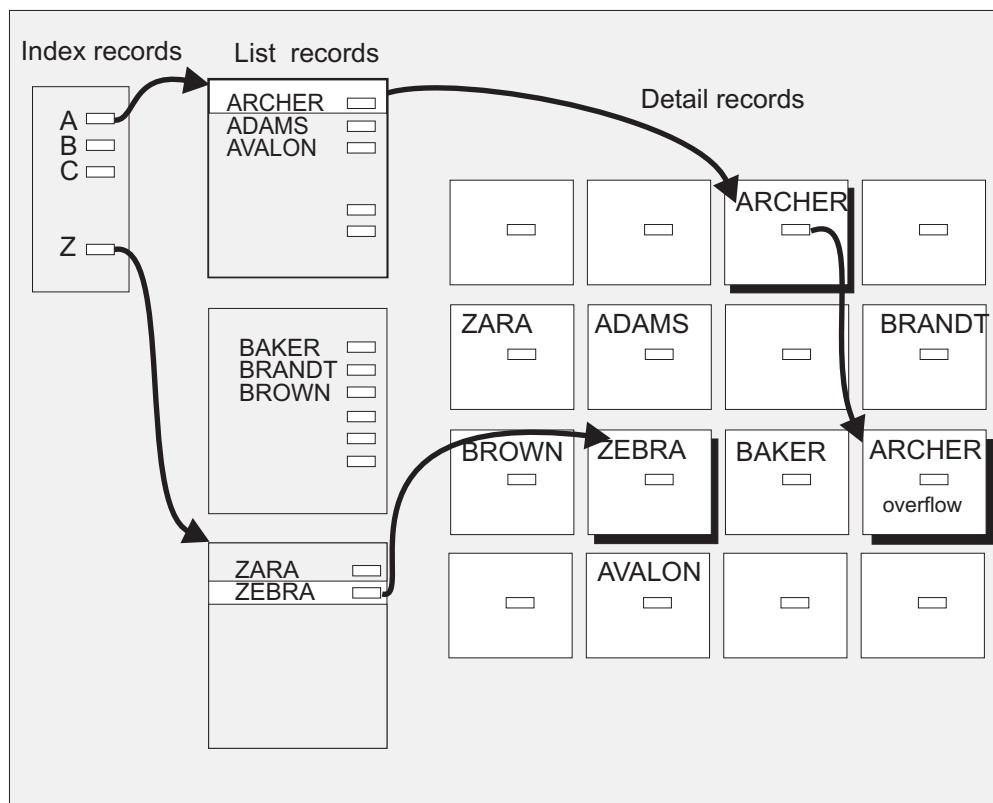 Index records
A
B
C
Z
List records
ARCHER
ADAMS
AVALON
BAKER
BRANDT
BROWN
ZARA
ZEBRA
Detail records
ARCHER
ZARA
ADAMS
BRANDT
BROWN
ZEBRA
BAKER
ARCHER
overflow
AVALON